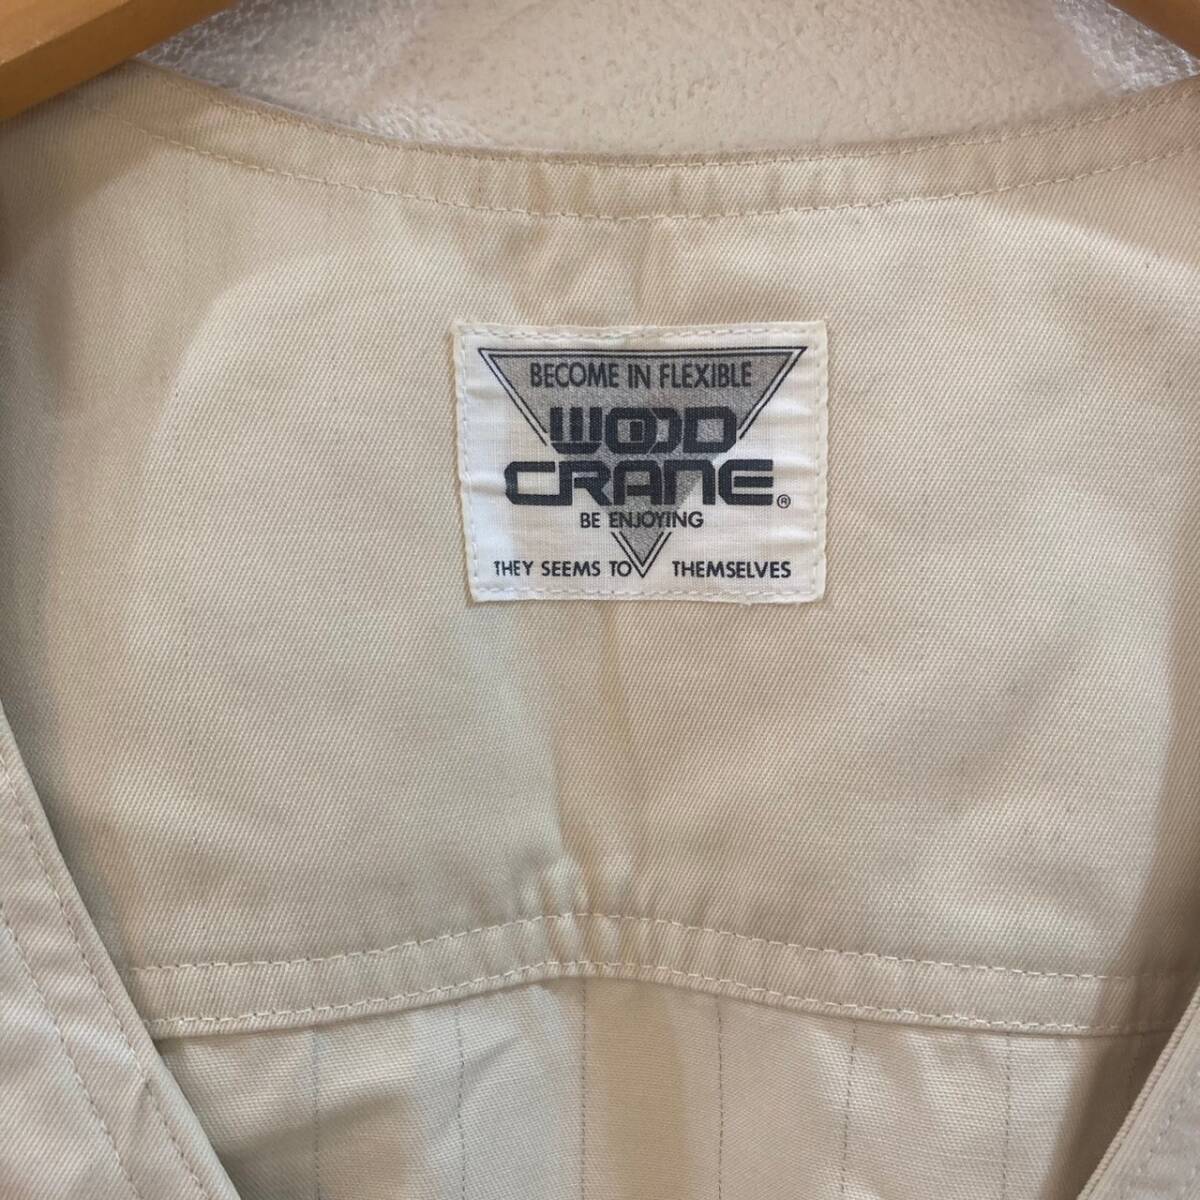 BECOME IN FLEXIBLE
WOOD
CRANE®
BE ENJOYING
THEY SEEMS TO THEMSELVES